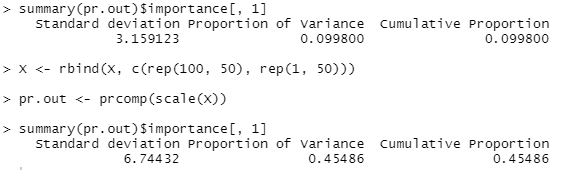 > summary(pr.out)$importance[, 1]
Standard deviation Proportion of Variance Cumulative Proportion
3.159123 0.099800 0.099800
> X <- rbind(X, c(rep(100, 50), rep(1, 50)))
> pr.out <- prcomp(scale(X))
> summary(pr.out)$importance[, 1]
Standard deviation Proportion of Variance Cumulative Proportion
6.74432 0.45486 0.45486